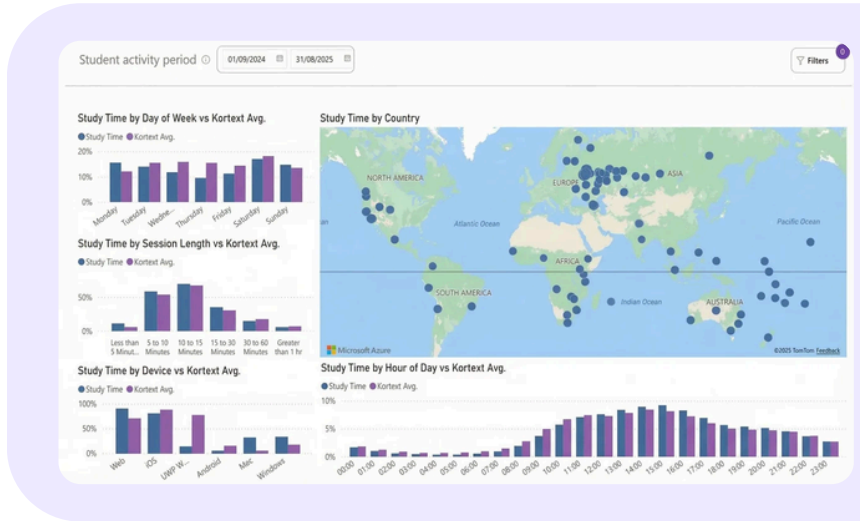 Student activity period
01/09/2024
31/08/2025
Filters
0
Study Time by Day of Week vs Kortext Avg.
Study Time Kortext Avg.
20%
10%
0%
Monday
Tuesday
Wedne...
Thursday
Friday
Saturday
Sunday
Study Time by Session Length vs Kortext Avg.
Study Time Kortext Avg.
50%
0%
Less than 5 Minut...
5 to 10 Minutes
10 to 15 Minutes
15 to 30 Minutes
30 to 60 Minutes
Greater than 1 hr
Study Time by Device vs Kortext Avg.
Study Time Kortext Avg.
100%
50%
0%
Web
iOS
UWP W...
Android
Mac
Windows
Study Time by Country
NORTH AMERICA
EUROPE
ASIA
an
Atlantic Ocean
Pacific Ocean
AFRICA
SOUTH AMERICA
Indian Ocean
AUSTRALIA
Microsoft Azure
©2025 TomTom Feedback
Study Time by Hour of Day vs Kortext Avg.
Study Time Kortext Avg.
10%
5%
0%
00:00
01:00
02:00
03:00
04:00
05:00
06:00
07:00
08:00
09:00
10:00
11:00
12:00
13:00
14:00
15:00
16:00
17:00
18:00
19:00
20:00
21:00
22:00
23:00